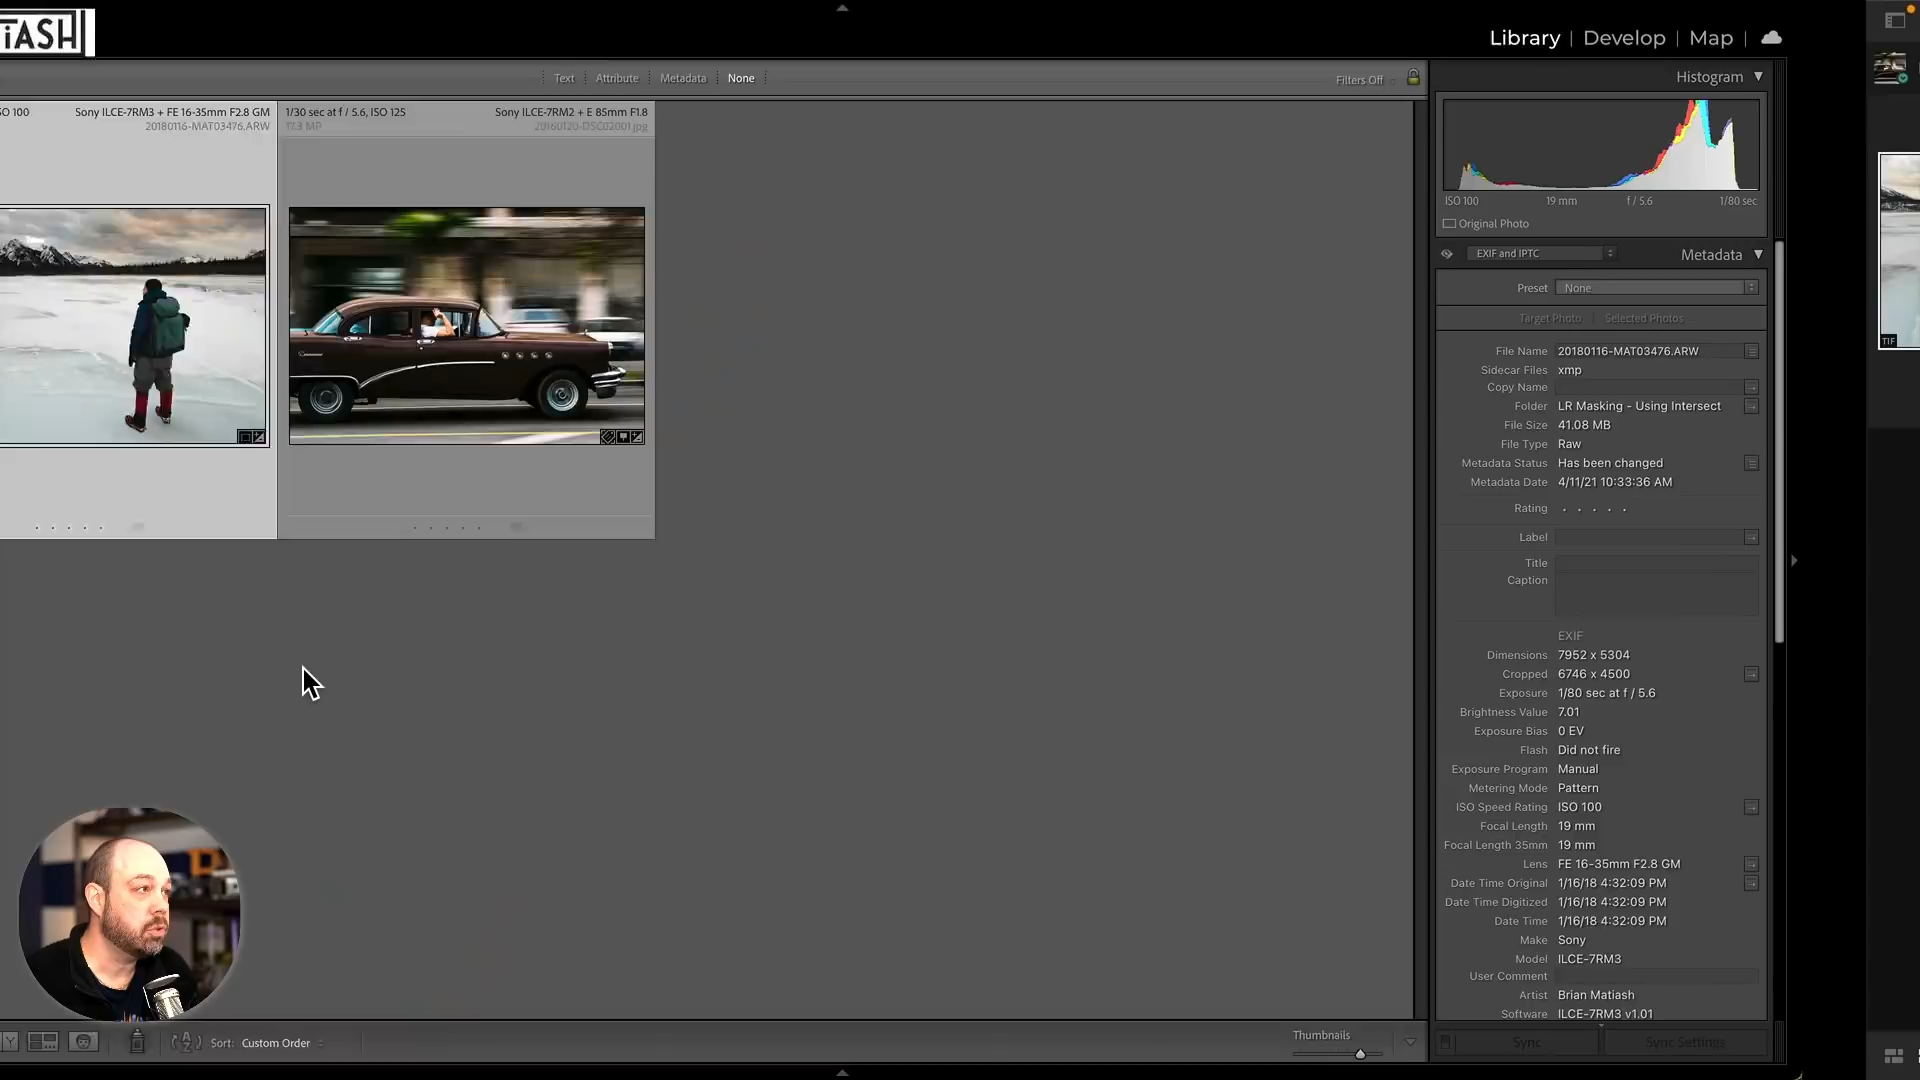 iASH
Library | Develop | Map |
Text Attribute Metadata None
Filters Off
Histogram
SO 100 Sony ILCE-7RM3 + FE 16-35mm F2.8 GM
20180116-MAT03476.ARW
1/30 sec at f / 5.6, ISO 125 Sony ILCE-7RM2 + E 85mm F1.8
20160120-DSC02001.jpg
ISO 100 19 mm f / 5.6 1/80 sec
Original Photo
EXIF and IPTC Metadata
Preset None
Target Photo Selected Photos
File Name 20180116-MAT03476.ARW
Sidecar Files xmp
Copy Name
Folder LR Masking - Using Intersect
File Size 41.08 MB
File Type Raw
Metadata Status Has been changed
Metadata Date 4/11/21 10:33:36 AM
Rating
Label
Title
Caption
EXIF
Dimensions 7952 x 5304
Cropped 6746 x 4500
Exposure 1/80 sec at f / 5.6
Brightness Value 7.01
Exposure Bias 0 EV
Flash Did not fire
Exposure Program Manual
Metering Mode Pattern
ISO Speed Rating ISO 100
Focal Length 19 mm
Focal Length 35mm 19 mm
Lens FE 16-35mm F2.8 GM
Date Time Original 1/16/18 4:32:09 PM
Date Time Digitized 1/16/18 4:32:09 PM
Date Time 1/16/18 4:32:09 PM
Make Sony
Model ILCE-7RM3
User Comment
Artist Brian Matiash
Software ILCE-7RM3 v1.01
TIF
Y Sort: Custom Order
Thumbnails
Sync Sync Settings